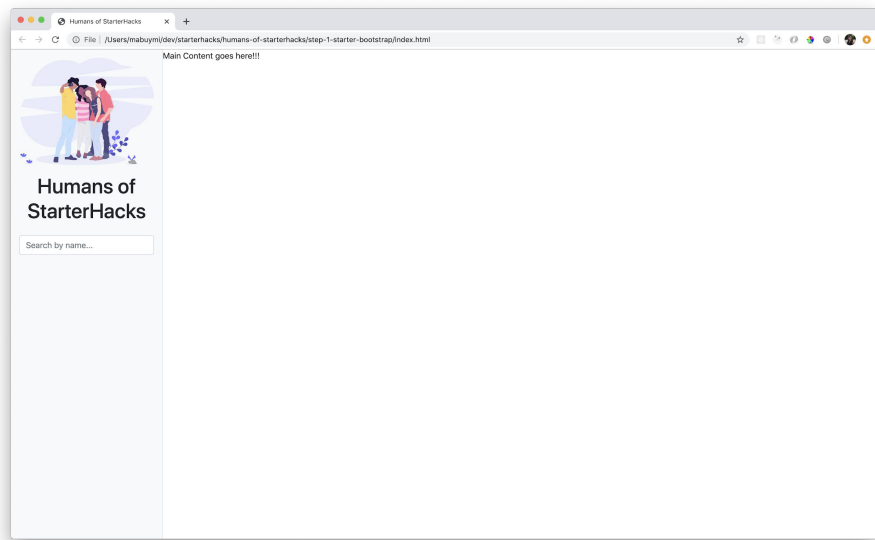 Humans of StarterHacks
File | /Users/mabuymi/dev/starterhacks/humans-of-starterhacks/step-1-starter-bootstrap/index.html
Main Content goes here!!!
Humans of
StarterHacks
Search by name...